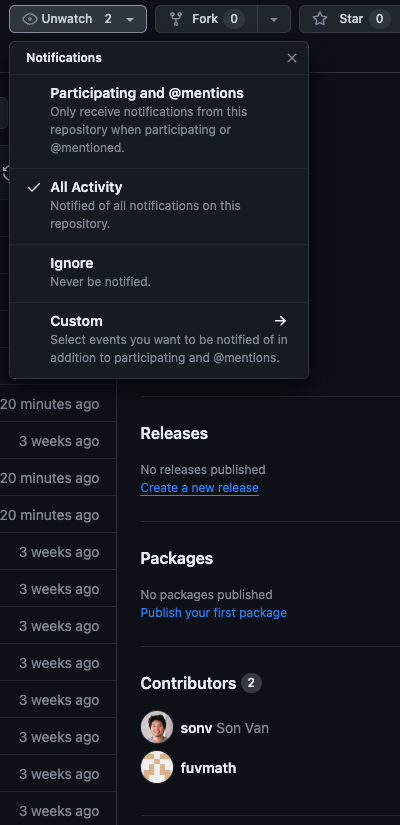 Unwatch 2
Fork 0
Star 0
Notifications
Participating and @mentions
Only receive notifications from this
repository when participating or
@mentioned.
All Activity
Notified of all notifications on this
repository.
Ignore
Never be notified.
Custom
Select events you want to be notified of in
addition to participating and @mentions.
20 minutes ago
3 weeks ago
20 minutes ago
20 minutes ago
3 weeks ago
3 weeks ago
3 weeks ago
3 weeks ago
3 weeks ago
3 weeks ago
3 weeks ago
3 weeks ago
Releases
No releases published
Create a new release
Packages
No packages published
Publish your first package
Contributors 2
sonv Son Van
fuvmath